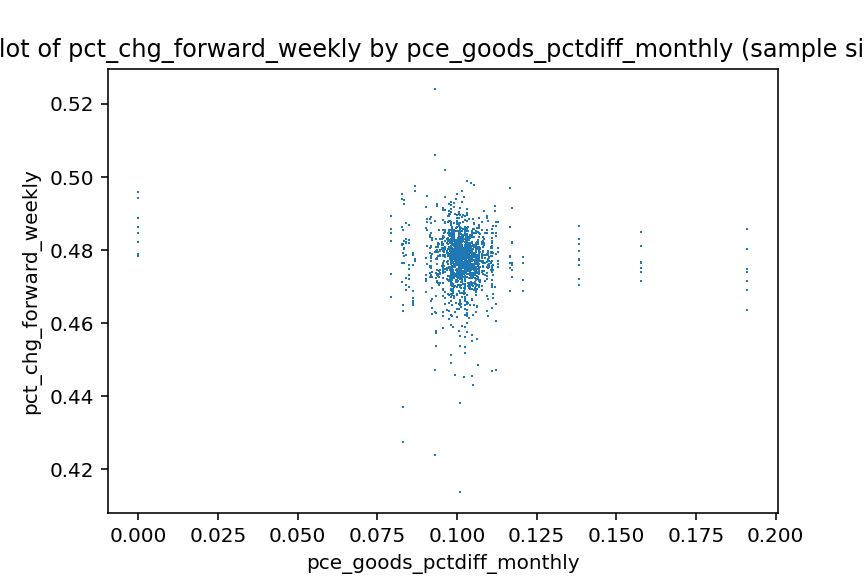 lot of pct_chg_forward_weekly by pce_goods_pctdiff_monthly (sample si
0.52
0.50
0.48
0.46
0.44
0.42
pct_chg_forward_weekly
0.000 0.025 0.050 0.075 0.100 0.125 0.150 0.175 0.200
pce_goods_pctdiff_monthly